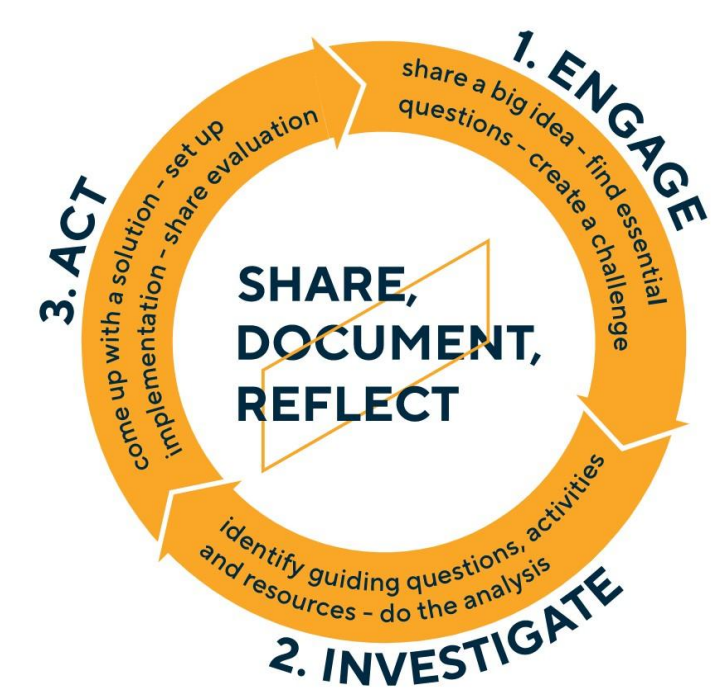 1. ENGAGE
share a big idea - find essential
questions - create a challenge
2. INVESTIGATE
identify guiding questions, activities
and resources - do the analysis
3. ACT
come up with a solution - set up
implementation - share evaluation
SHARE,
DOCUMENT,
REFLECT